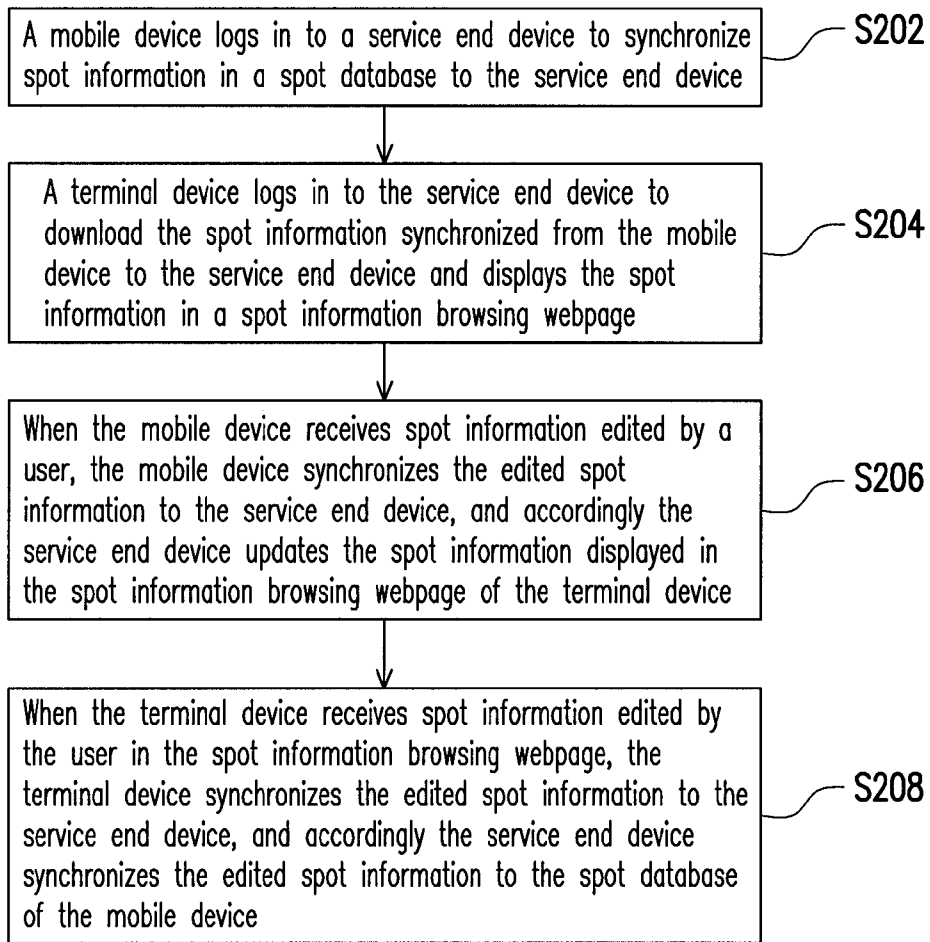 A mobile device logs in to a service end device to synchronize
spot information in a spot database to the service end device
S202
A terminal device logs in to the service end device to
download the spot information synchronized from the mobile
device to the service end device and displays the spot
information in a spot information browsing webpage
S204
When the mobile device receives spot information edited by a
user, the mobile device synchronizes the edited spot
information to the service end device, and accordingly the
service end device updates the spot information displayed in
the spot information browsing webpage of the terminal device
S206
When the terminal device receives spot information edited by
the user in the spot information browsing webpage, the
terminal device synchronizes the edited spot information to the
service end device, and accordingly the service end device
synchronizes the edited spot information to the spot database
of the mobile device
S208